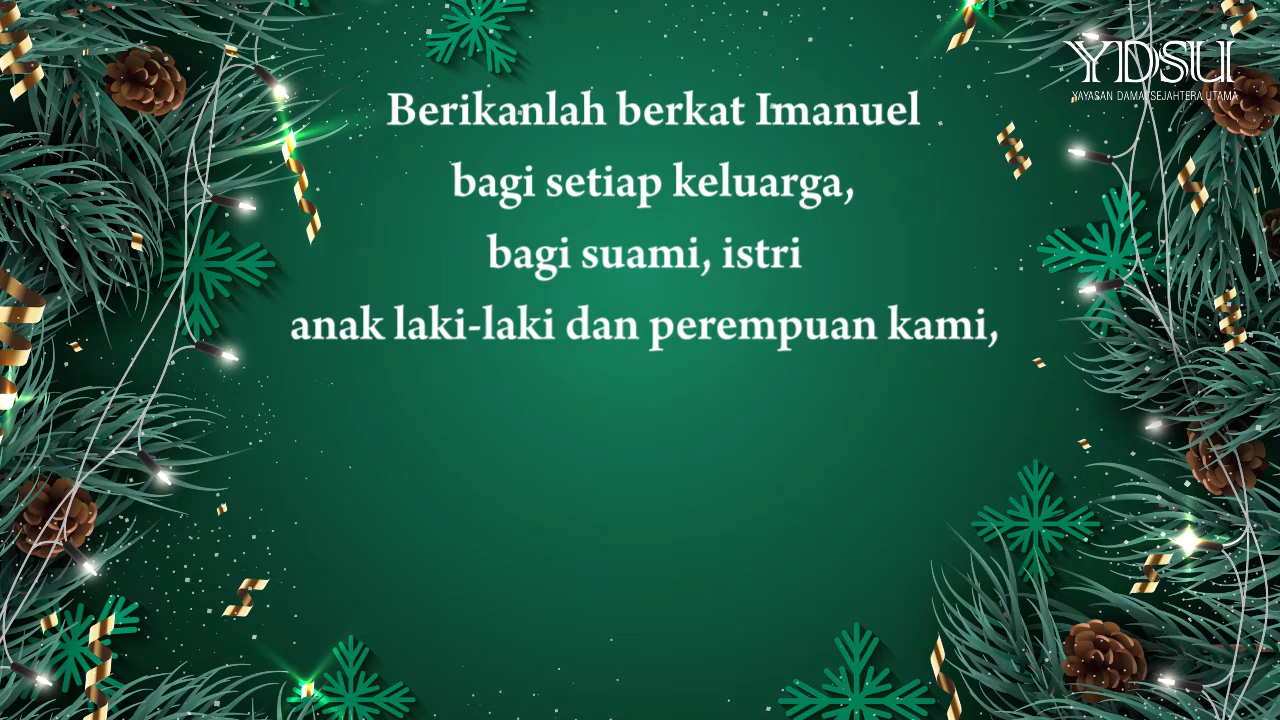 YDSU
YAYASAN DAMAI SEJAHTERA UTAMA
Berikanlah berkat Imanuel
bagi setiap keluarga,
bagi suami, istri
anak laki-laki dan perempuan kami,